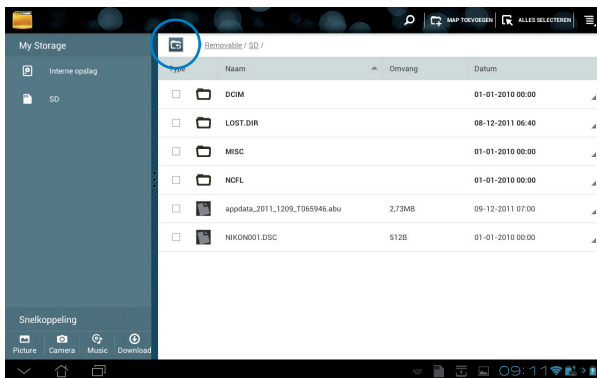 MAP TOEVOEGEN ALLES SELECTEREN
My Storage
Removable / SD /
Type Naam Omvang Datum
Interne opslag
SD
DCIM 01-01-2010 00:00
LOST.DIR 08-12-2011 06:40
MISC 01-01-2010 00:00
NCFL 01-01-2010 00:00
appdata_2011_1209_T065946.abu 2,73MB 09-12-2011 07:00
NIKON001.DSC 512B 01-01-2010 00:00
Snelkoppeling
Picture Camera Music Download
09:11